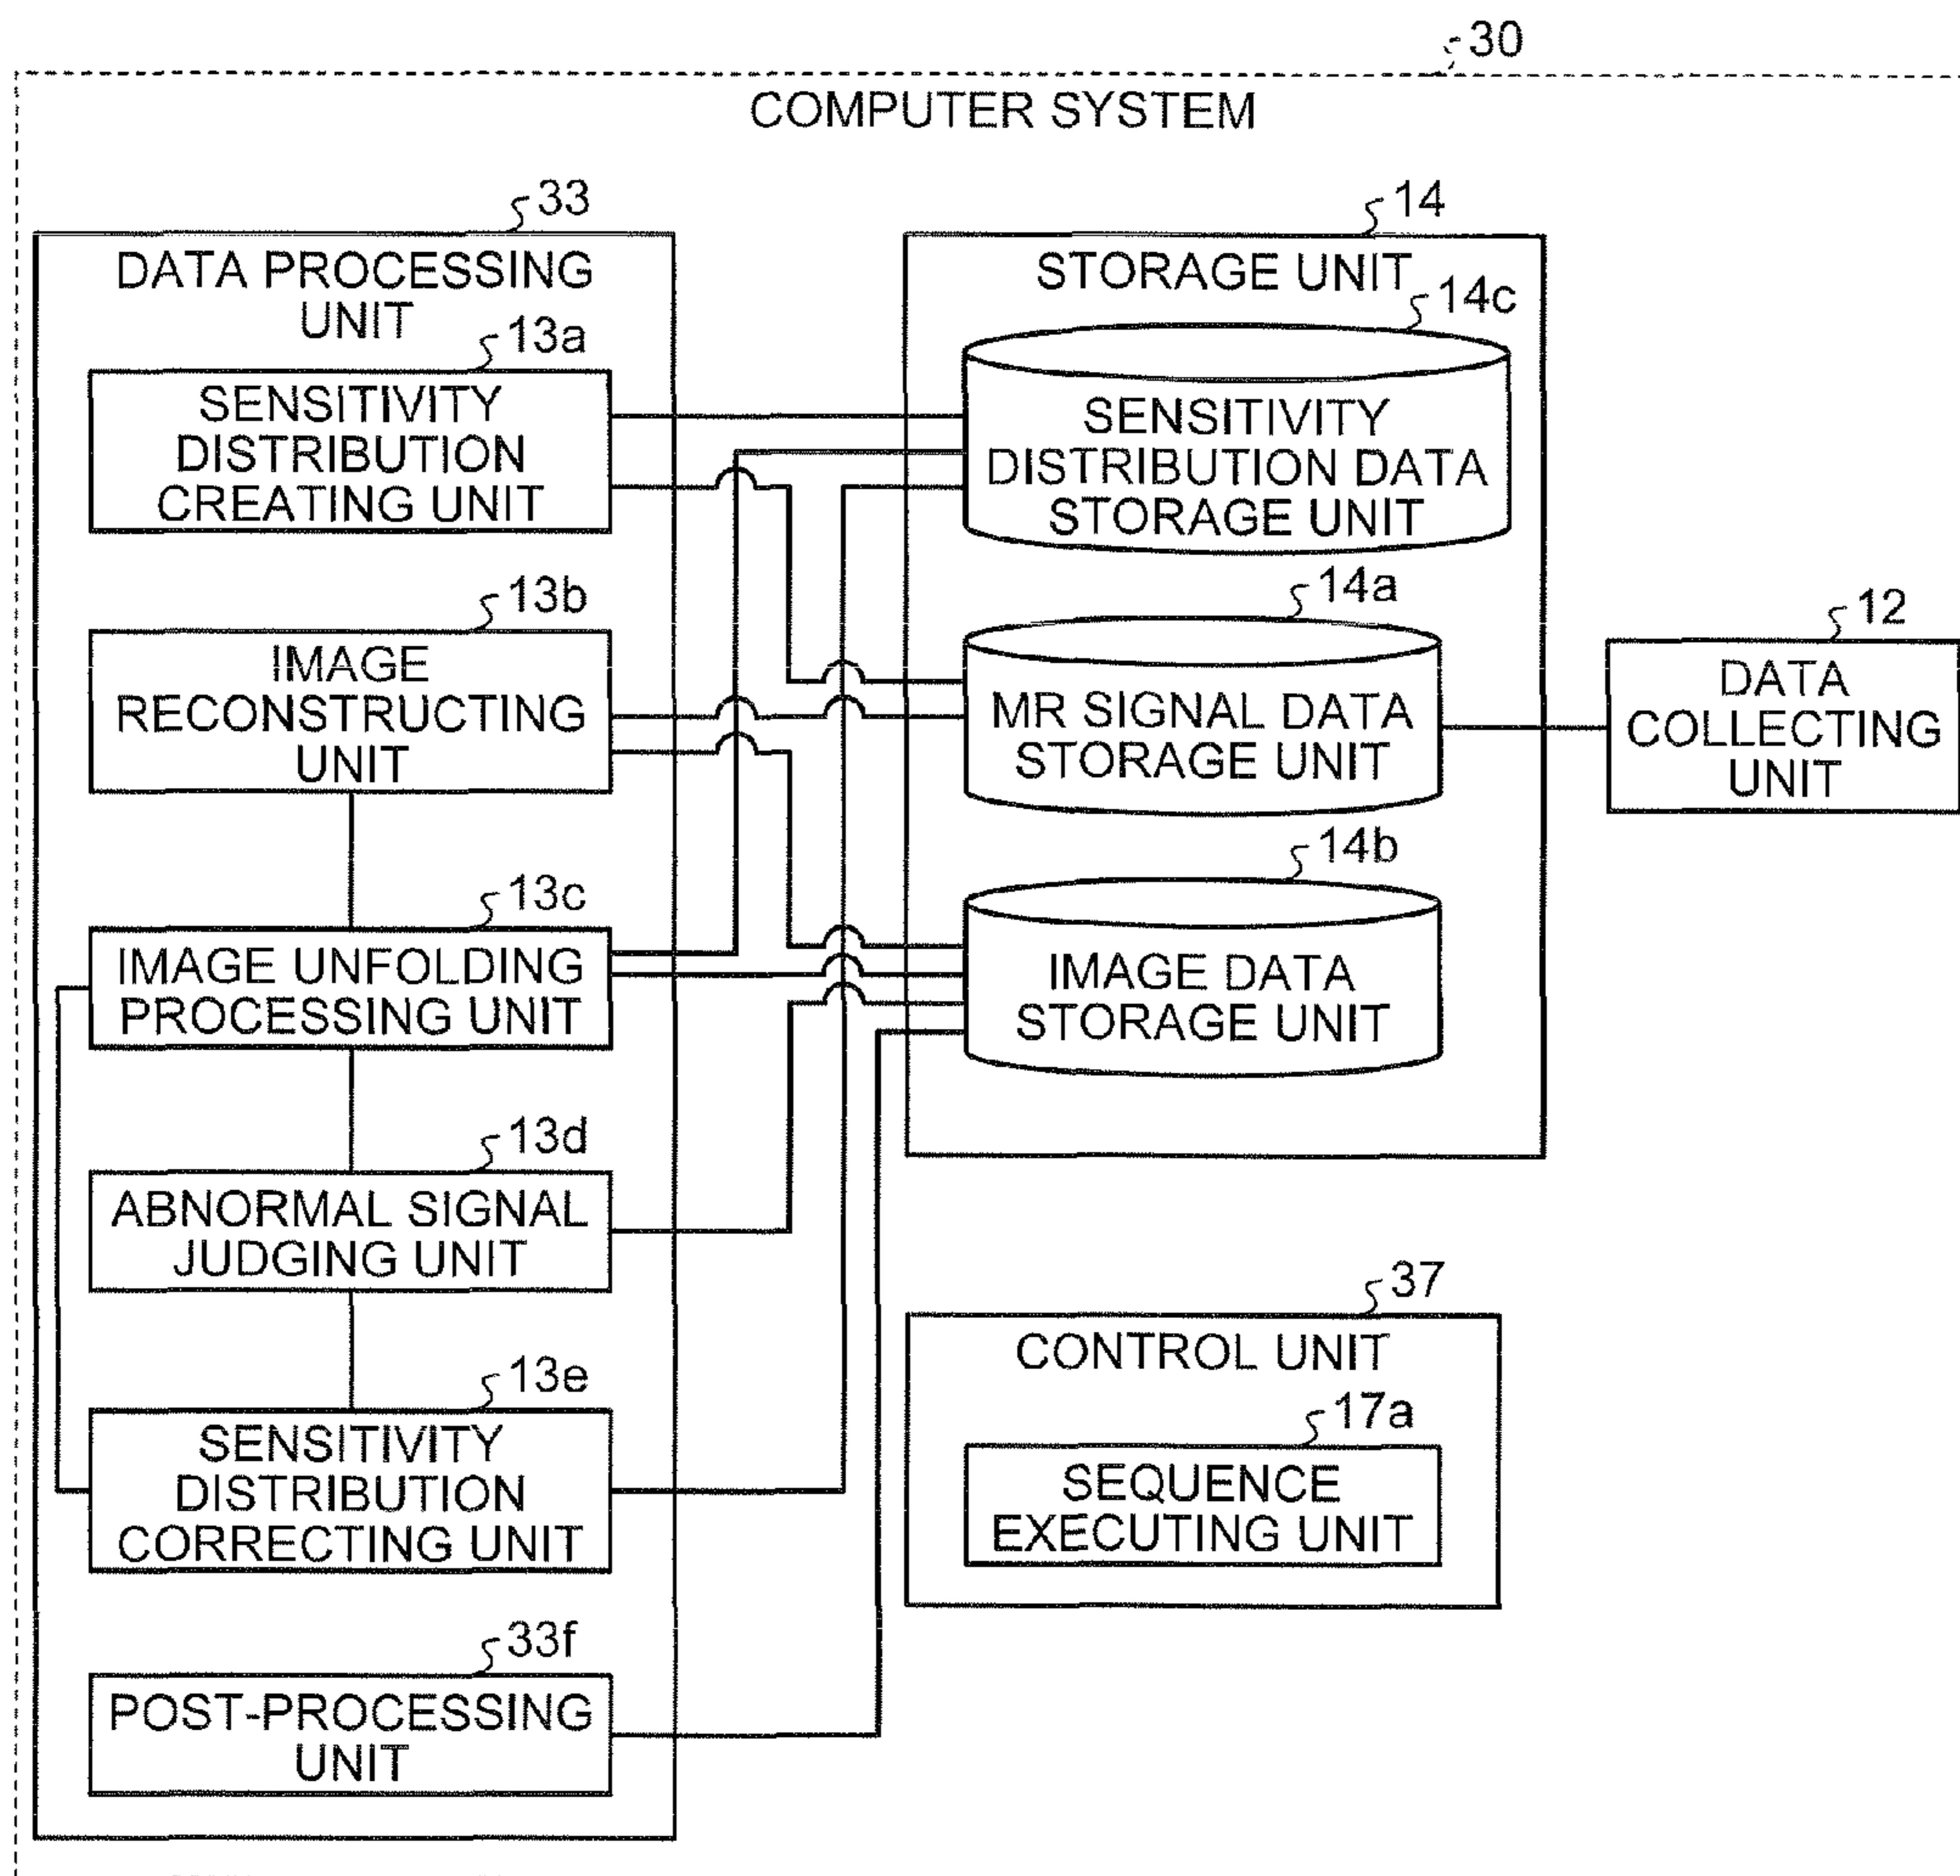 30
COMPUTER SYSTEM
33
DATA PROCESSING
UNIT
13a
SENSITIVITY
DISTRIBUTION
CREATING UNIT
13b
IMAGE
RECONSTRUCTING
UNIT
13c
IMAGE UNFOLDING
PROCESSING UNIT
13d
ABNORMAL SIGNAL
JUDGING UNIT
13e
SENSITIVITY
DISTRIBUTION
CORRECTING UNIT
33f
POST-PROCESSING
UNIT
14
STORAGE UNIT
14c
SENSITIVITY
DISTRIBUTION DATA
STORAGE UNIT
14a
MR SIGNAL DATA
STORAGE UNIT
14b
IMAGE DATA
STORAGE UNIT
37
CONTROL UNIT
17a
SEQUENCE
EXECUTING UNIT
12
DATA
COLLECTING
UNIT